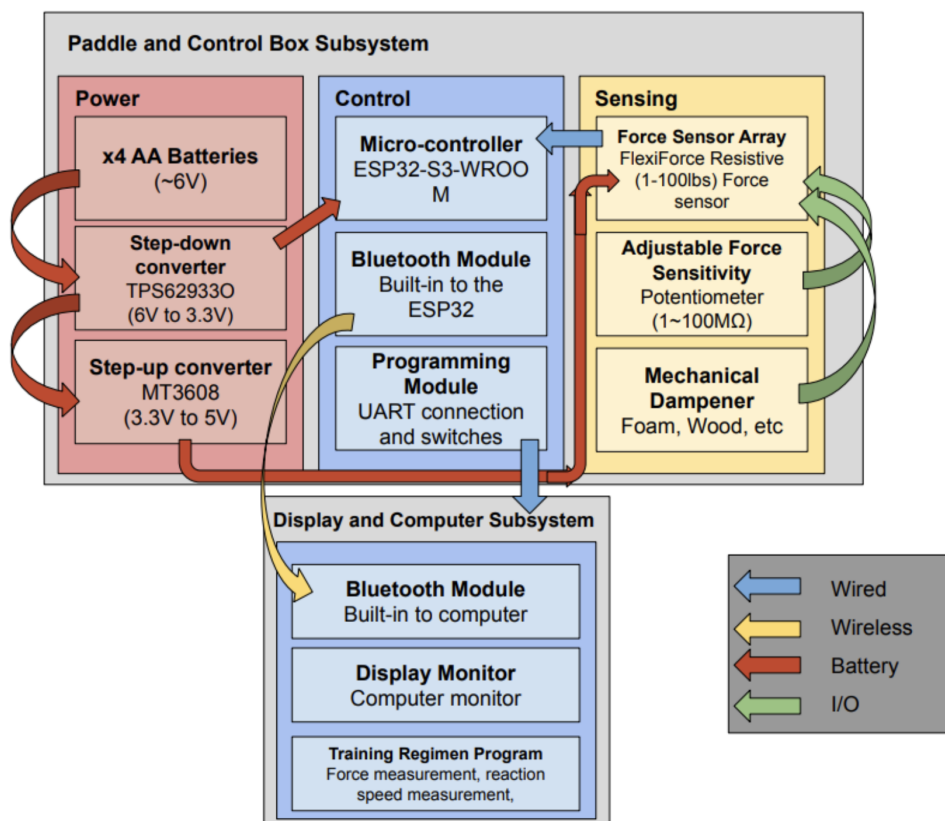 Paddle and Control Box Subsystem
Power
x4 AA Batteries
(~6V)
Step-down
converter
TPS62933O
(6V to 3.3V)
Step-up converter
MT3608
(3.3V to 5V)
Control
Micro-controller
ESP32-S3-WROO
M
Bluetooth Module
Built-in to the
ESP32
Programming
Module
UART connection
and switches
Sensing
Force Sensor Array
FlexiForce Resistive
(1-100lbs) Force
sensor
Adjustable Force
Sensitivity
Potentiometer
(1~100MΩ)
Mechanical
Dampener
Foam, Wood, etc
Display and Computer Subsystem
Bluetooth Module
Built-in to computer
Display Monitor
Computer monitor
Training Regimen Program
Force measurement, reaction
speed measurement,
Wired
Wireless
Battery
I/O